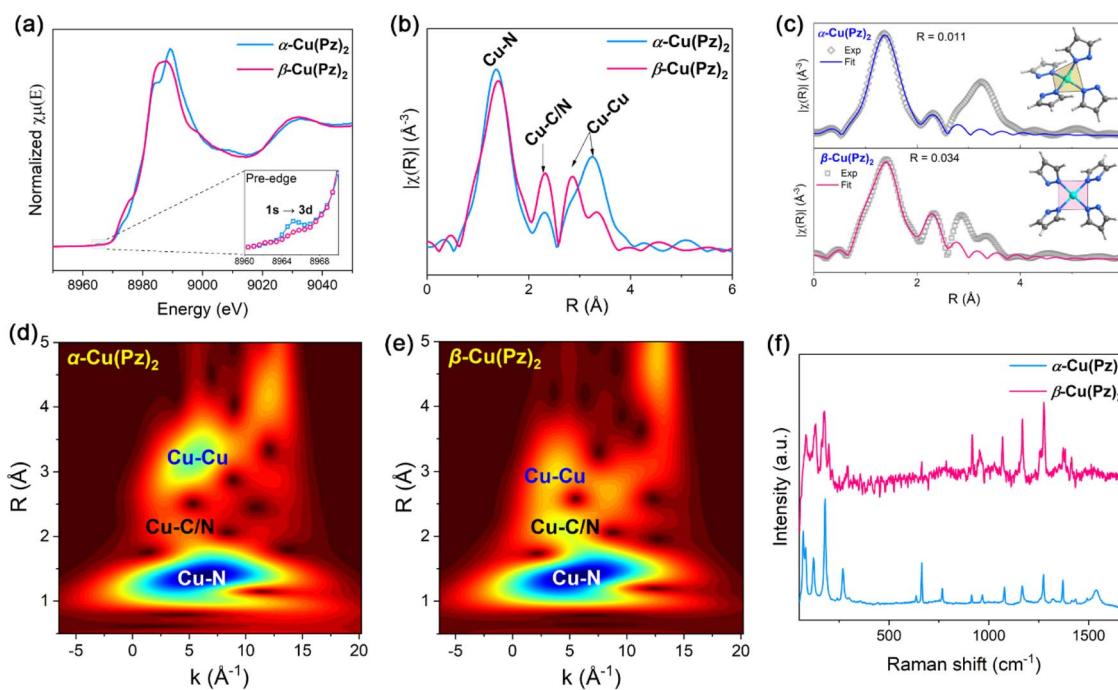 (a)
α-Cu(Pz)₂
β-Cu(Pz)₂
Normalized χμ(E)
Pre-edge
1s → 3d
8960 8964 8968
8960 8980 9000 9020 9040
Energy (eV)
(b)
α-Cu(Pz)₂
β-Cu(Pz)₂
Cu-N
Cu-C/N
Cu-Cu
|χ(R)| (Å⁻³)
0 2 4 6
R (Å)
(c)
α-Cu(Pz)₂
R = 0.011
Exp
Fit
|χ(R)| (Å⁻³)
β-Cu(Pz)₂
R = 0.034
Exp
Fit
|χ(R)| (Å⁻³)
0 2 4
R (Å)
(d)
α-Cu(Pz)₂
Cu-Cu
Cu-C/N
Cu-N
R (Å)
5
4
3
2
1
-5 0 5 10 15 20
k (Å⁻¹)
(e)
β-Cu(Pz)₂
Cu-Cu
Cu-C/N
Cu-N
R (Å)
5
4
3
2
1
-5 0 5 10 15 20
k (Å⁻¹)
(f)
α-Cu(Pz)
β-Cu(Pz)₂
Intensity (a.u.)
500 1000 1500
Raman shift (cm⁻¹)